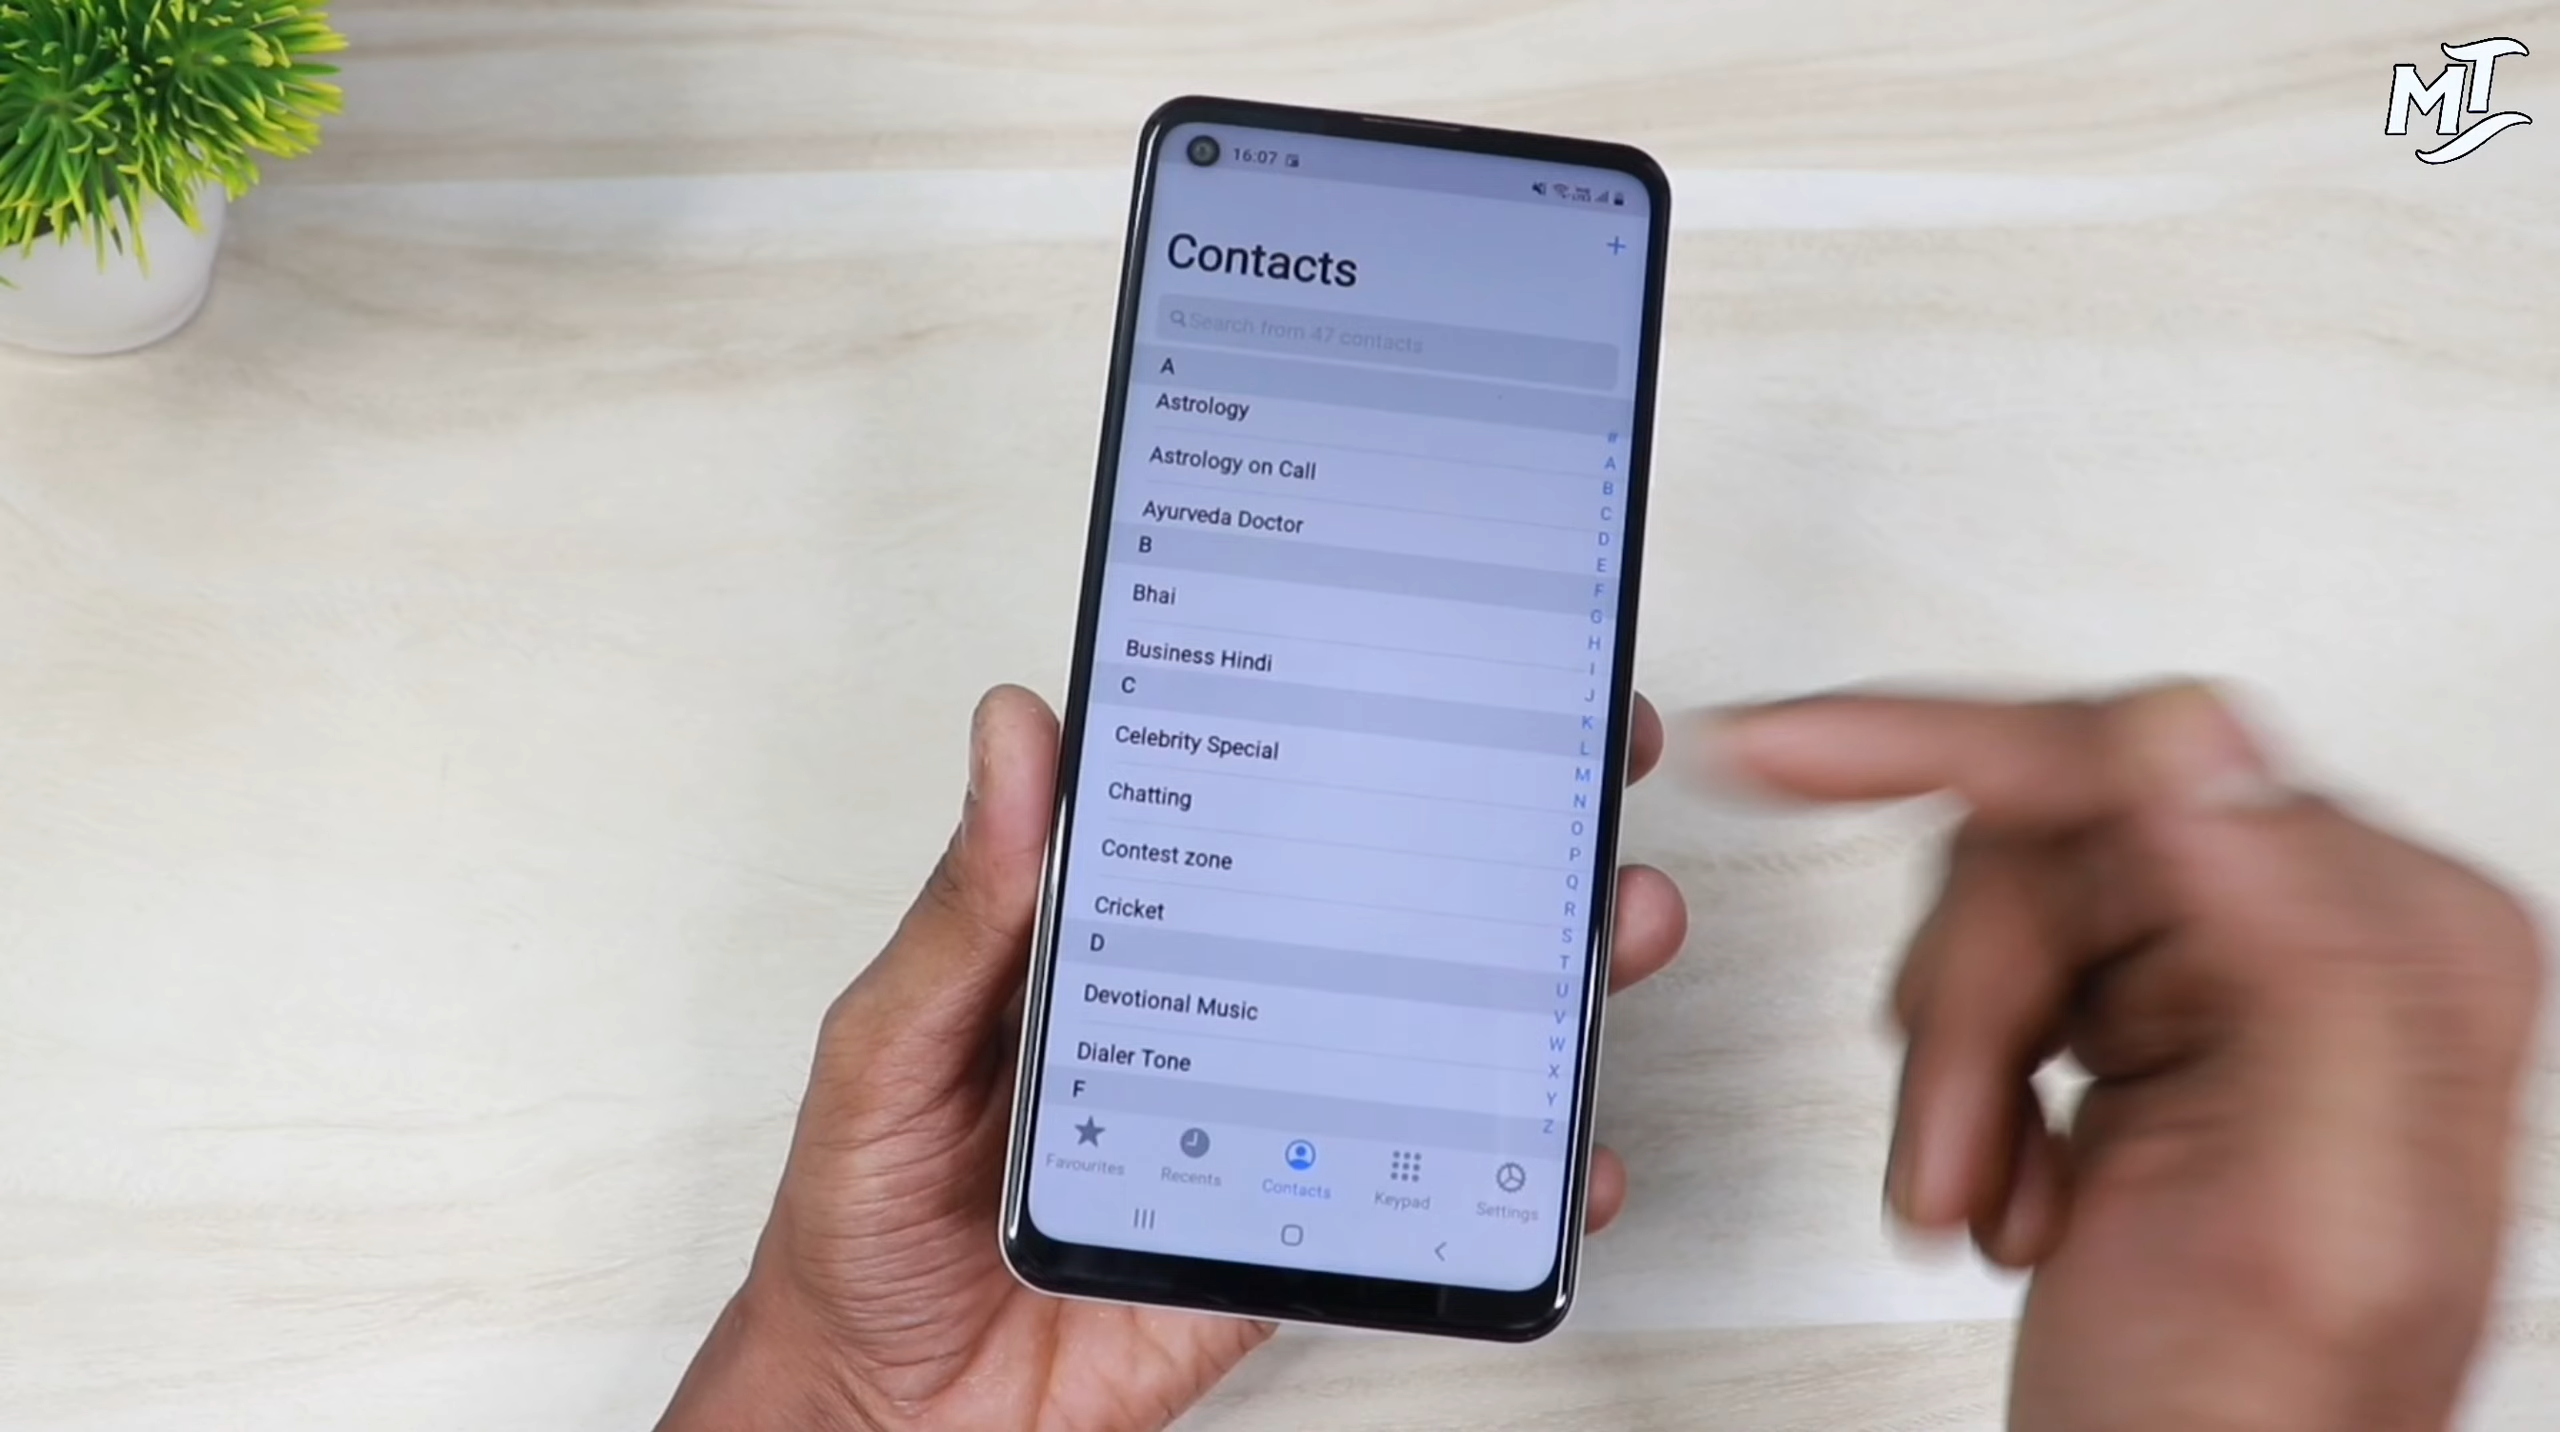 MT
16:07
Contacts
+
Search from 47 contacts
A
Astrology
Astrology on Call
Ayurveda Doctor
B
Bhai
Business Hindi
C
Celebrity Special
Chatting
Contest zone
Cricket
D
Devotional Music
Dialer Tone
F
#
A
B
C
D
E
F
G
H
I
J
K
L
M
N
O
P
Q
R
S
T
U
V
W
X
Y
Z
Favourites
Recents
Contacts
Keypad
Settings